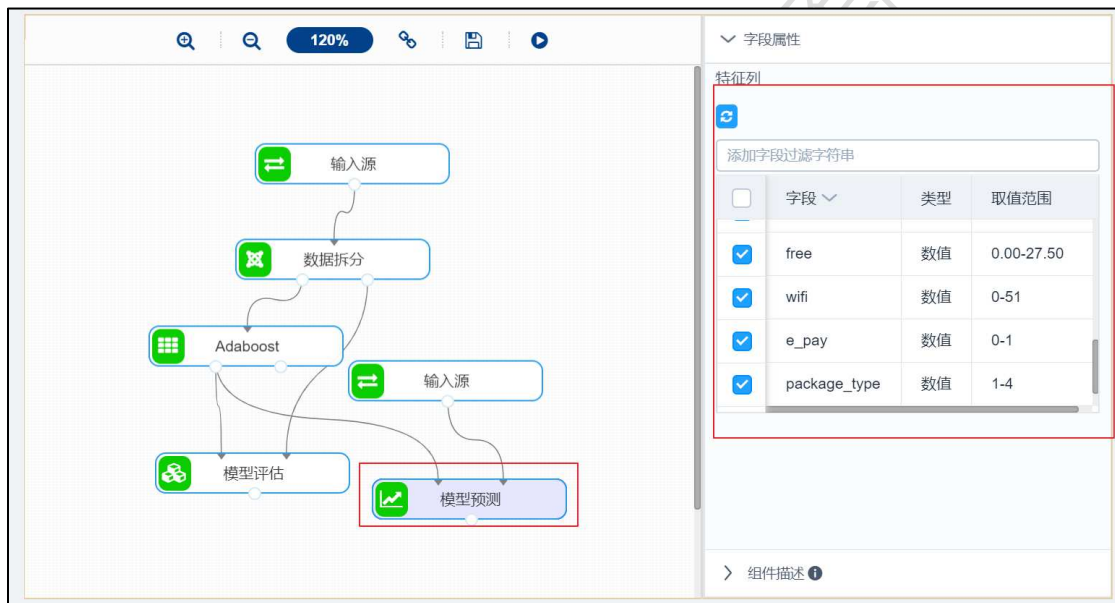 120%
字段属性
特征列
添加字段过滤字符串
字段 类型 取值范围
free 数值 0.00-27.50
wifi 数值 0-51
e_pay 数值 0-1
package_type 数值 1-4
组件描述
输入源
数据拆分
Adaboost
输入源
模型评估
模型预测